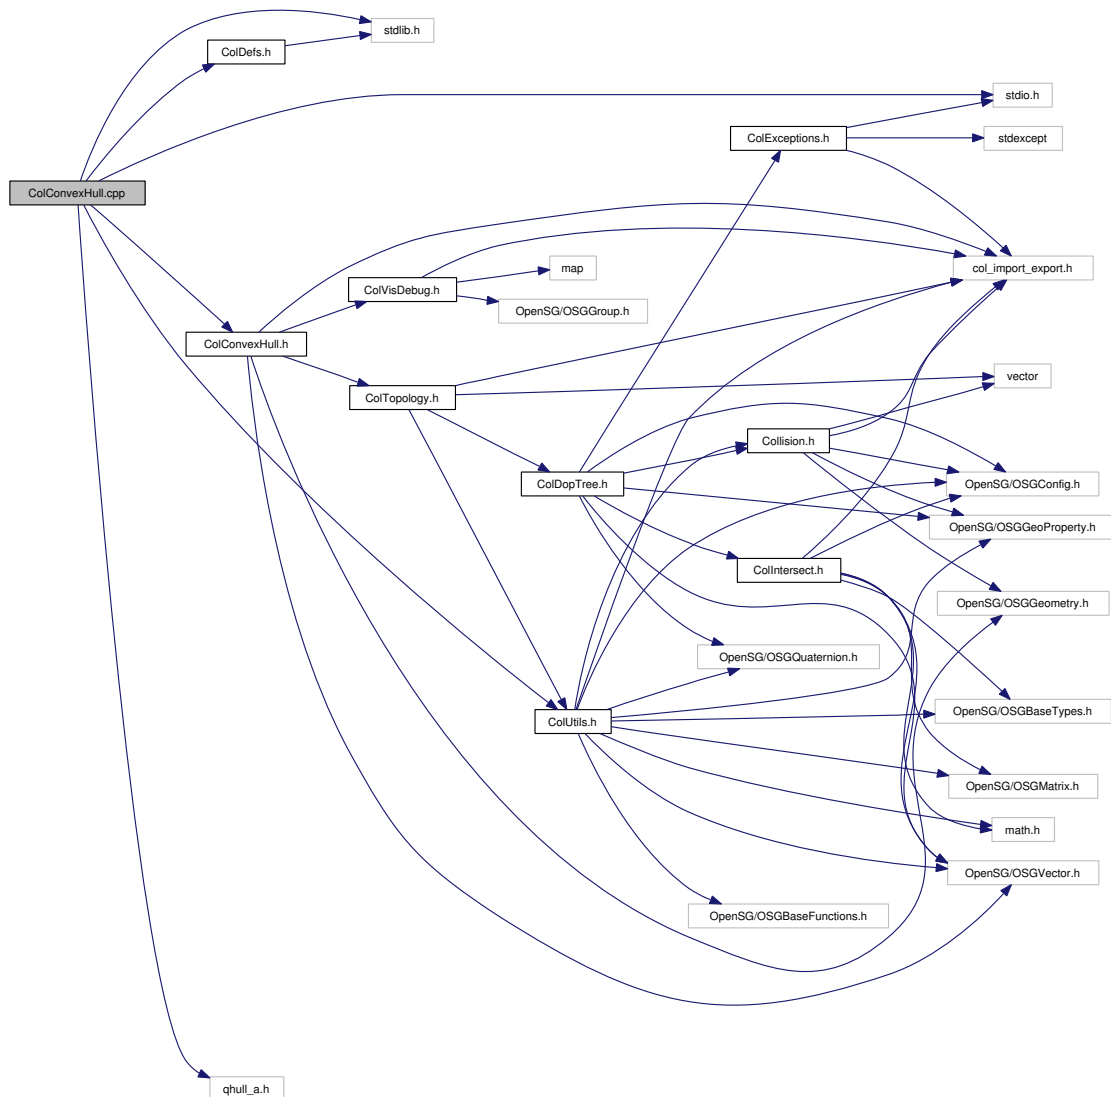 stdlib.h
ColDefs.h
stdio.h
ColExceptions.h
stdexcept
ColConvexHull.cpp
map
col_import_export.h
ColVisDebug.h
OpenSG/OSGGroup.h
ColConvexHull.h
vector
ColTopology.h
Collision.h
ColDopTree.h
OpenSG/OSGConfig.h
OpenSG/OSGGeoProperty.h
ColIntersect.h
OpenSG/OSGGeometry.h
OpenSG/OSGQuaternion.h
OpenSG/OSGBaseTypes.h
ColUtils.h
OpenSG/OSGMatrix.h
math.h
OpenSG/OSGVector.h
OpenSG/OSGBaseFunctions.h
qhull_a.h